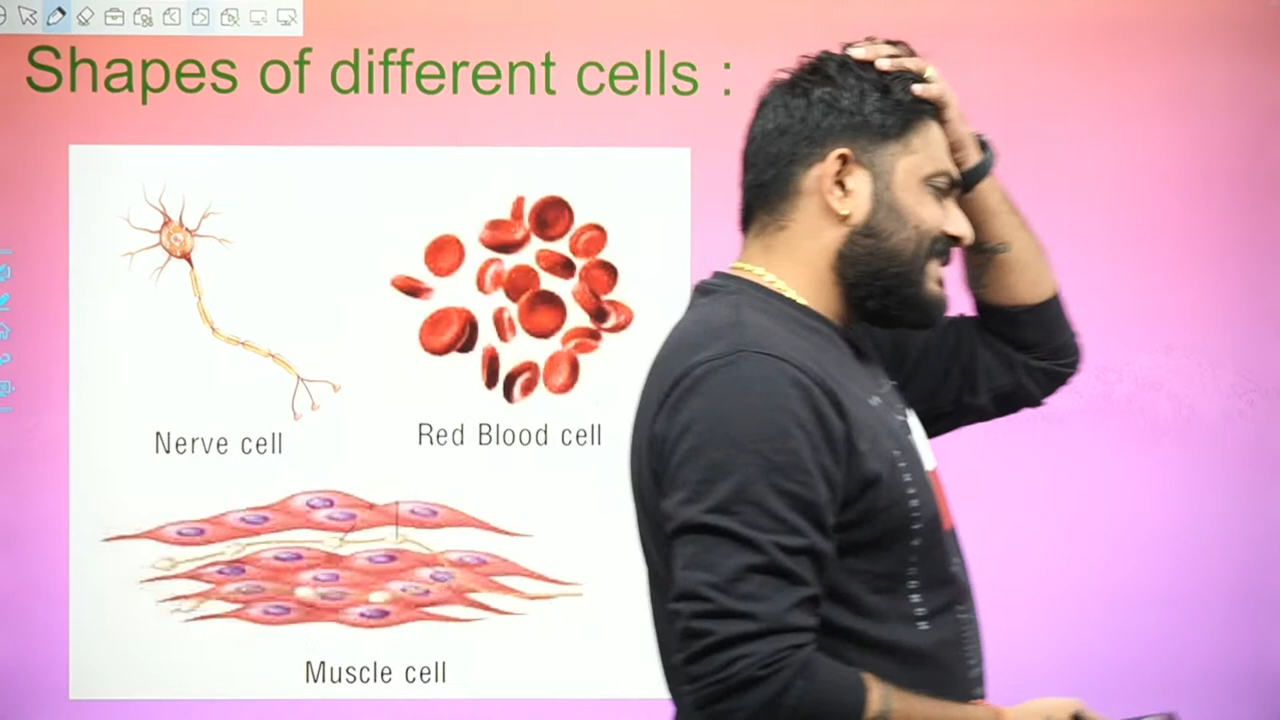 Shapes of different cells :
Nerve cell
Red Blood cell
Muscle cell